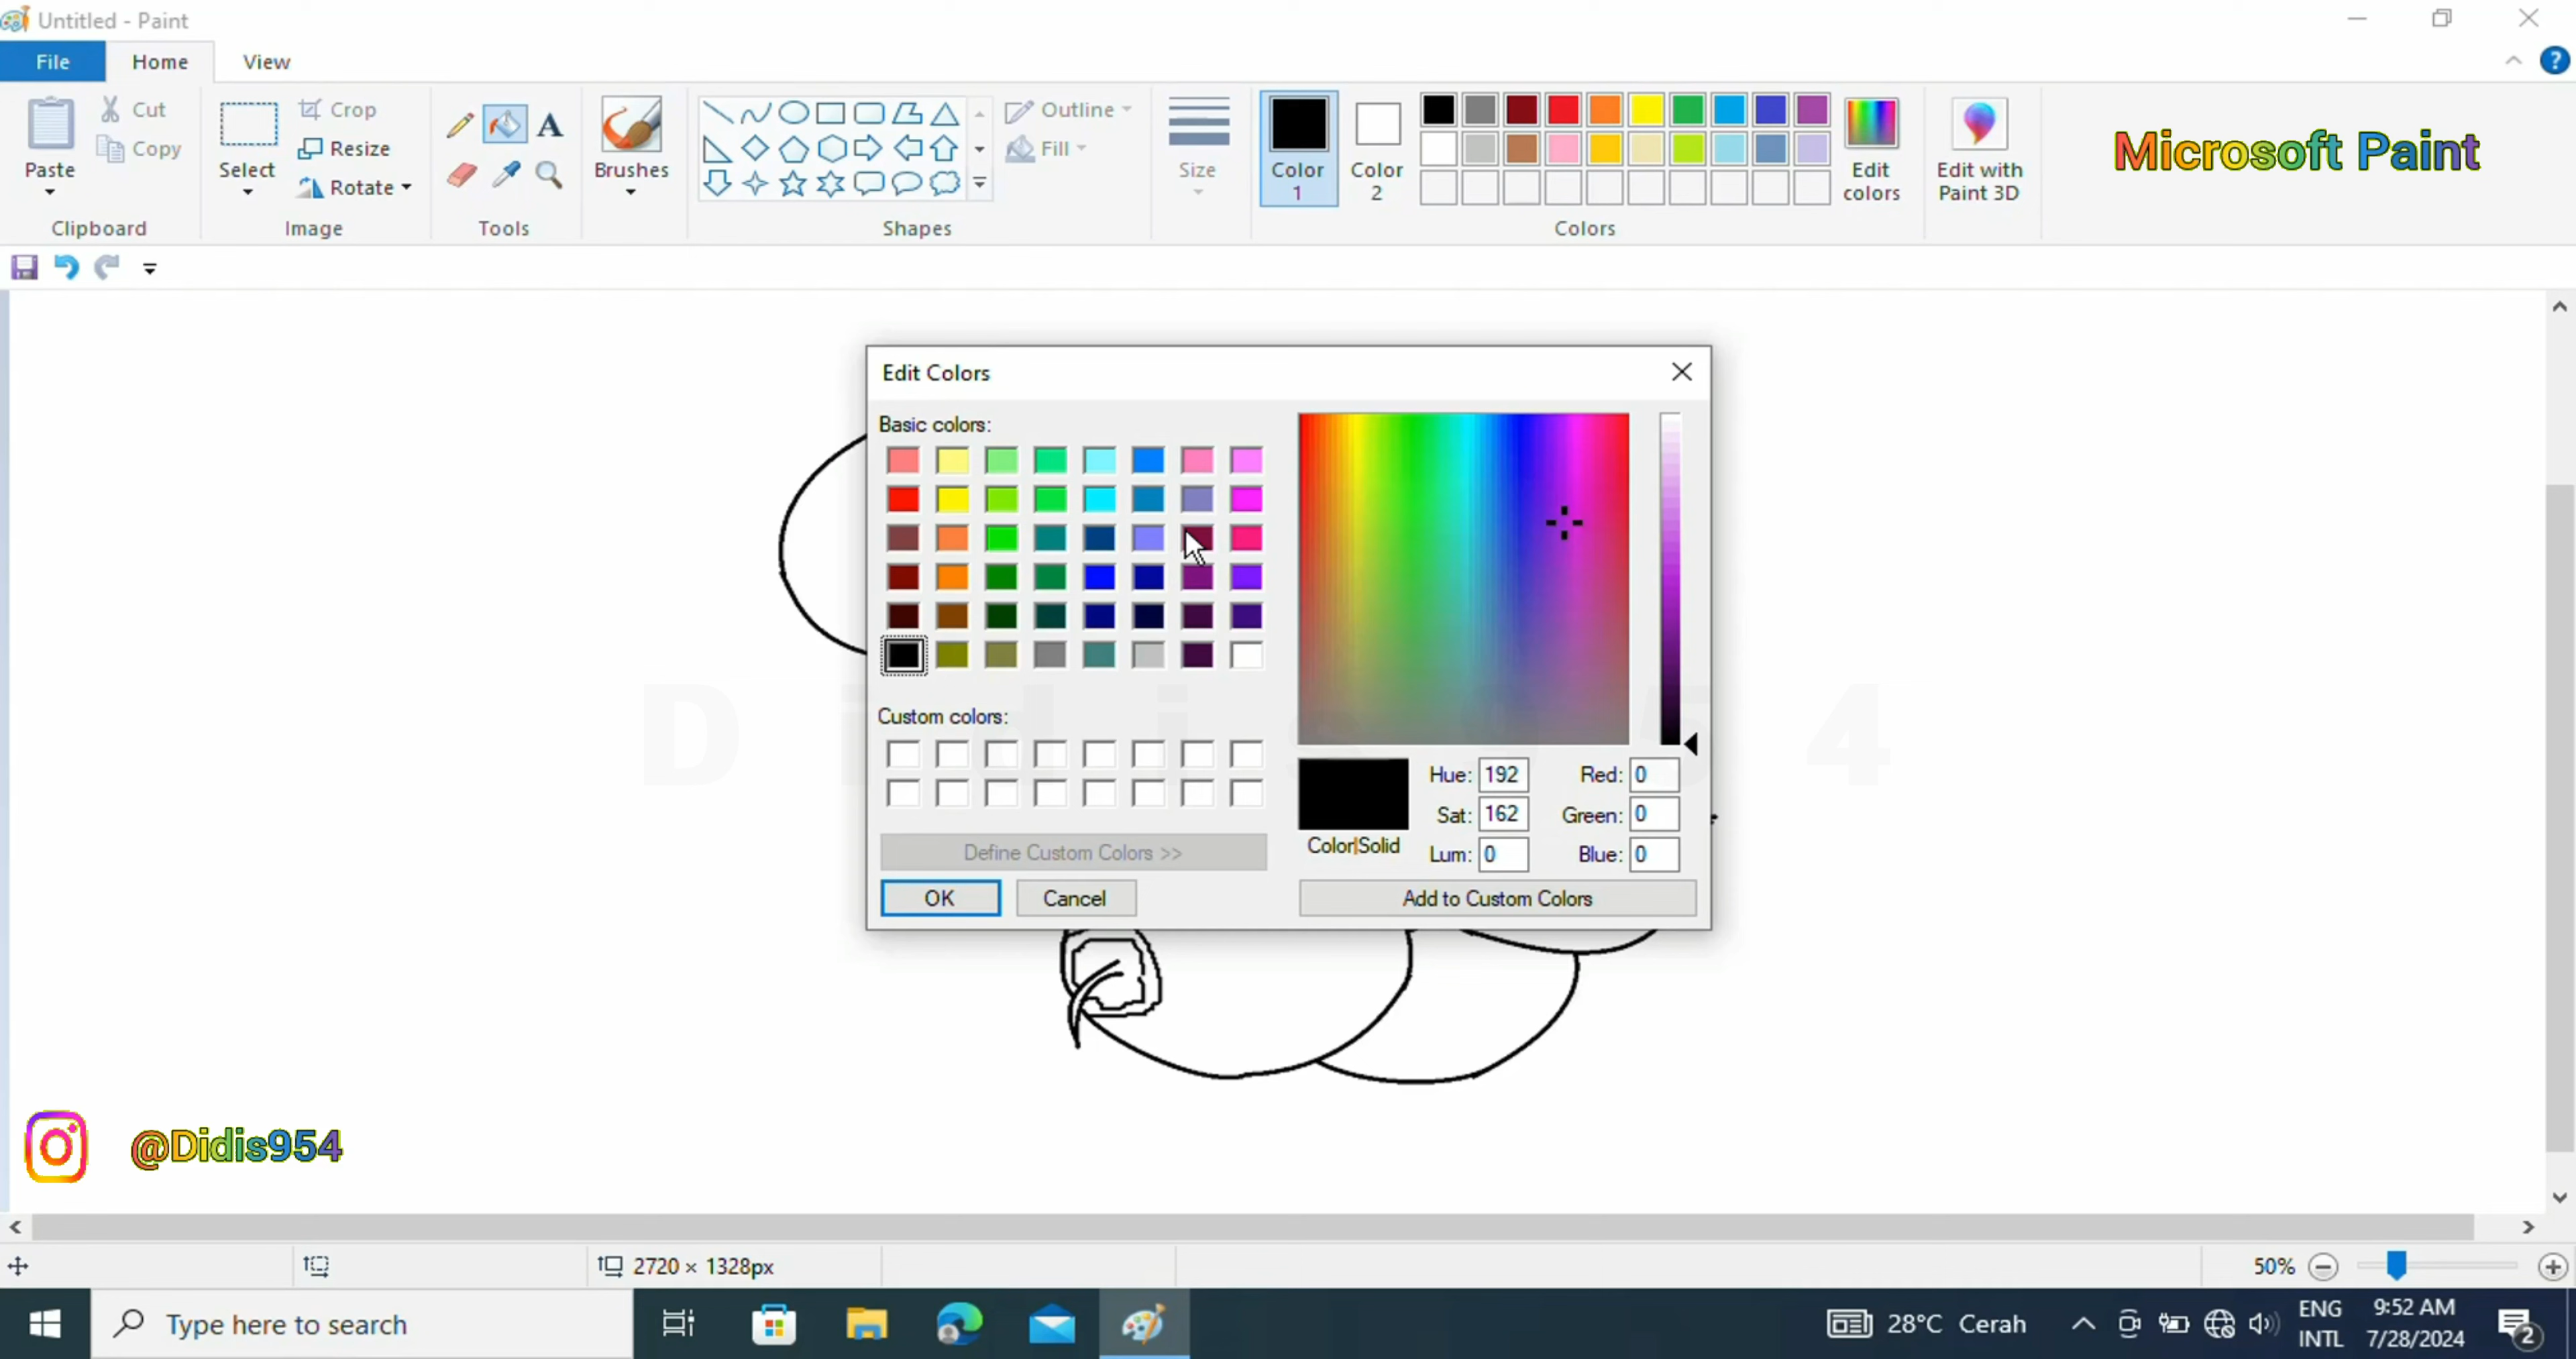 Untitled - Paint
File Home View
Paste
Cut
Copy
Clipboard
Select
Crop
Resize
Rotate
Image
A
Tools
Brushes
Outline
Fill
Shapes
Size
Color 1
Color 2
Edit colors
Colors
Edit with Paint 3D
Microsoft Paint
Edit Colors
Basic colors:
Custom colors:
Define Custom Colors >>
OK Cancel
Hue: 192 Red: 0
Sat: 162 Green: 0
Color|Solid
Lum: 0 Blue: 0
Add to Custom Colors
Didis954
@Didis954
2720 × 1328px
50%
Type here to search
28°C Cerah
ENG
INTL
9:52 AM
7/28/2024
2